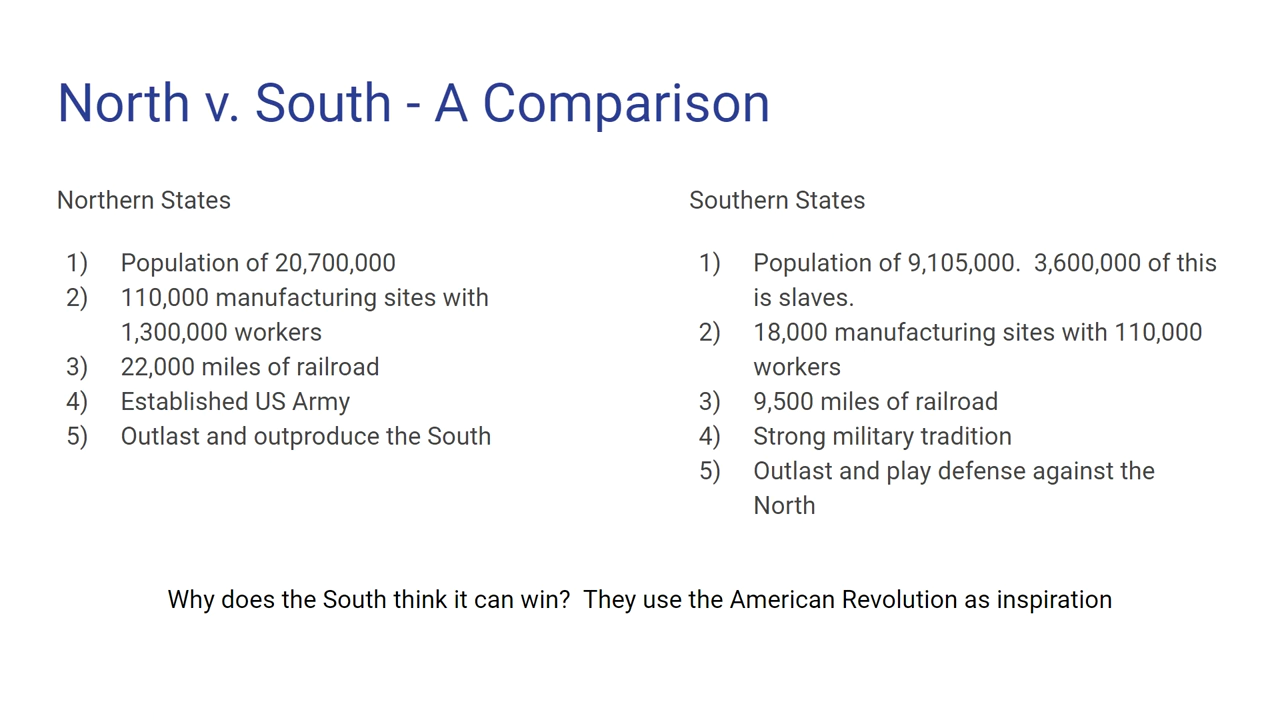 North v. South - A Comparison
Northern States
1) Population of 20,700,000
2) 110,000 manufacturing sites with
1,300,000 workers
3) 22,000 miles of railroad
4) Established US Army
5) Outlast and outproduce the South
Southern States
1) Population of 9,105,000.  3,600,000 of this
is slaves.
2) 18,000 manufacturing sites with 110,000
workers
3) 9,500 miles of railroad
4) Strong military tradition
5) Outlast and play defense against the
North
Why does the South think it can win?  They use the American Revolution as inspiration